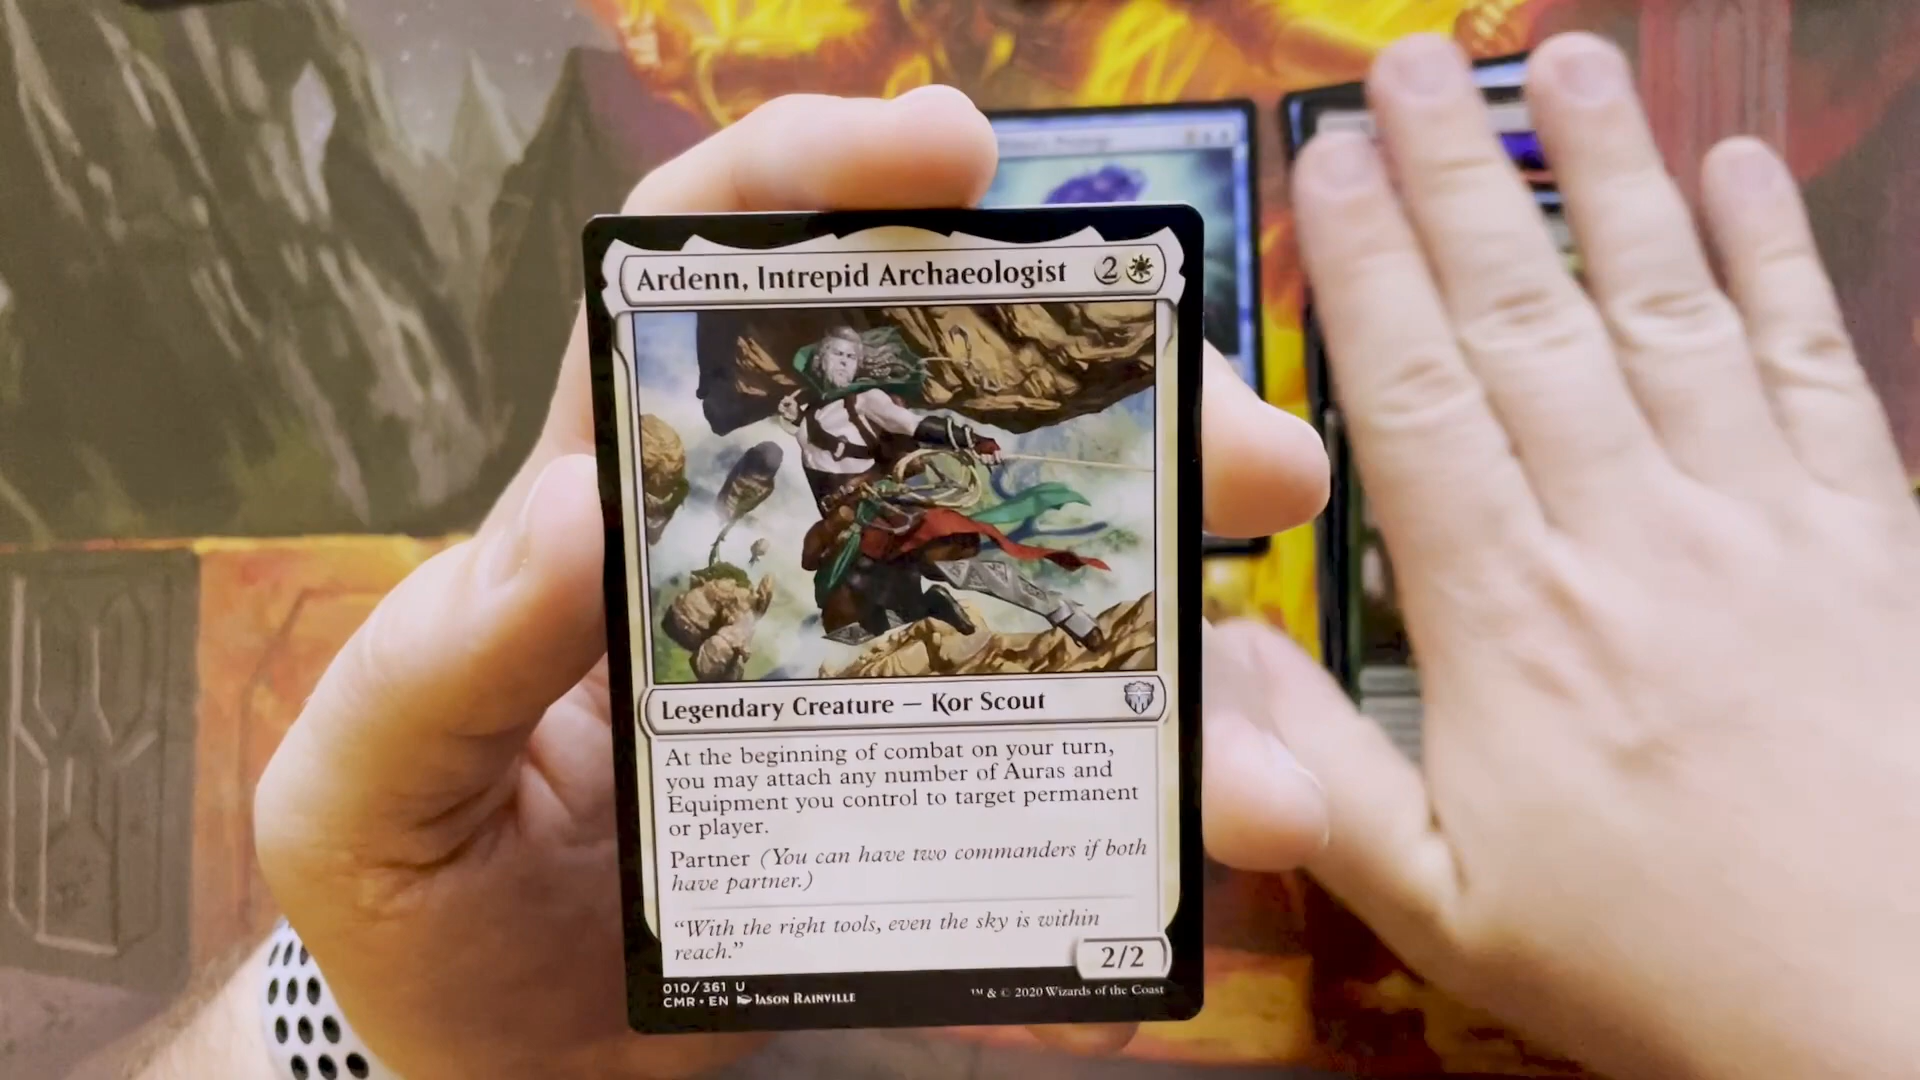 Ardenn, Intrepid Archaeologist 2
Legendary Creature — Kor Scout
At the beginning of combat on your turn,
you may attach any number of Auras and
Equipment you control to target permanent
or player.
Partner (You can have two commanders if both
have partner.)
“With the right tools, even the sky is within
reach.”
2/2
010/361 U
CMR • EN Jason Rainville
™ & © 2020 Wizards of the Coast